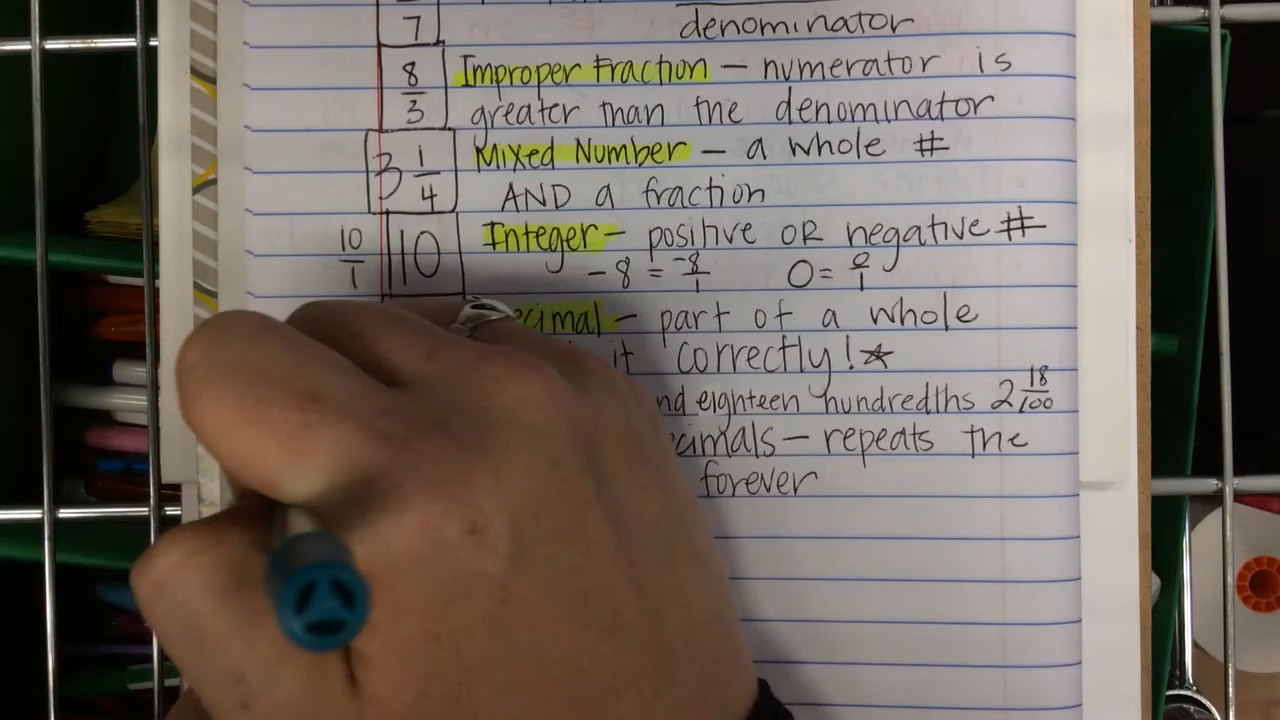 7 denominator
8/3 Improper Fraction – numerator is
greater than the denominator
3 1/4 Mixed Number – a whole #
AND a fraction
10/1 10 Integer – positive OR negative #
-8 = -8/1 0 = 0/1
– part of a whole
it correctly! ☆
eighteen hundredths 2 18/100
– repeats the
forever